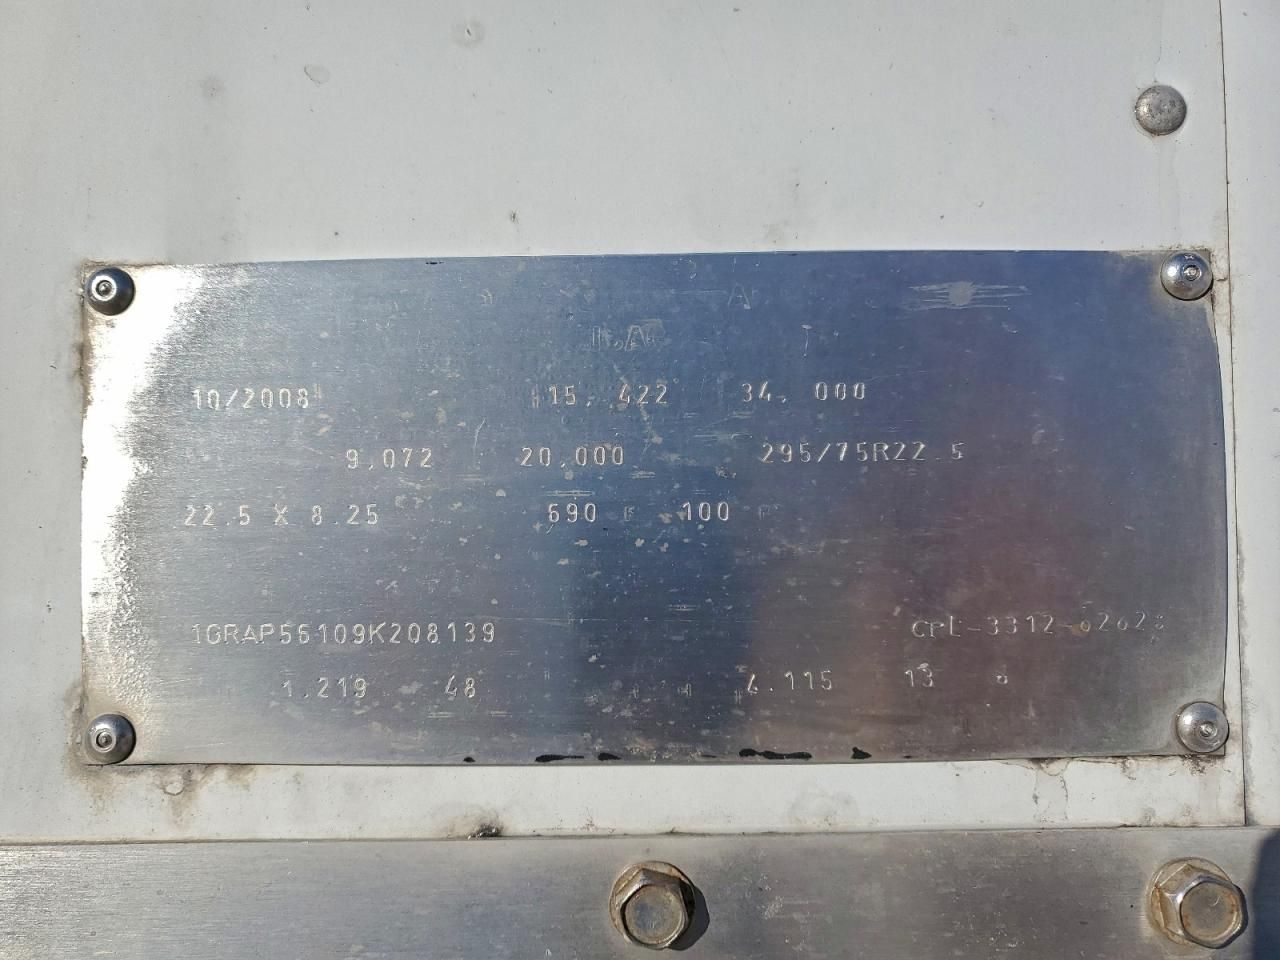 10/2008 15,422 34,000
9,072 20,000 295/75R22.5
22.5 X 8.25 690 100
1GRAP56109K208139
1.219 48 4.115 13